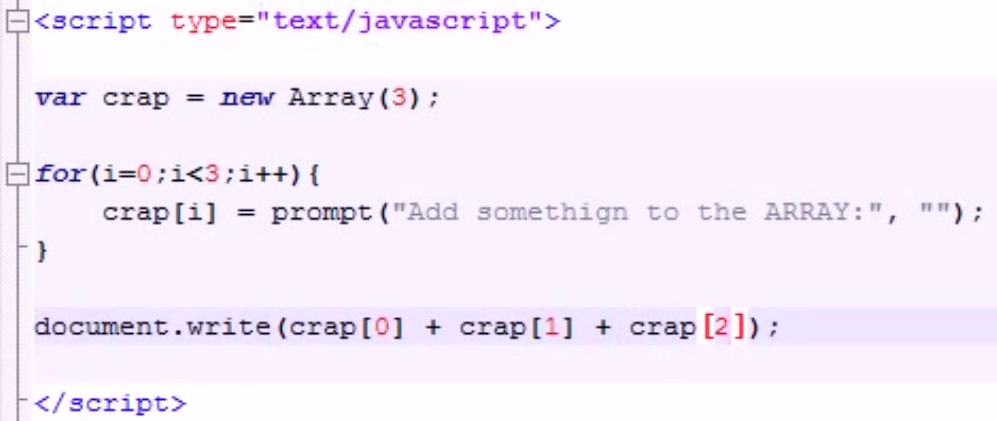 <script type="text/javascript">
var crap = new Array(3);
for(i=0;i<3;i++){
crap[i] = prompt("Add somethign to the ARRAY:", "");
}
document.write(crap[0] + crap[1] + crap[2]);
</script>